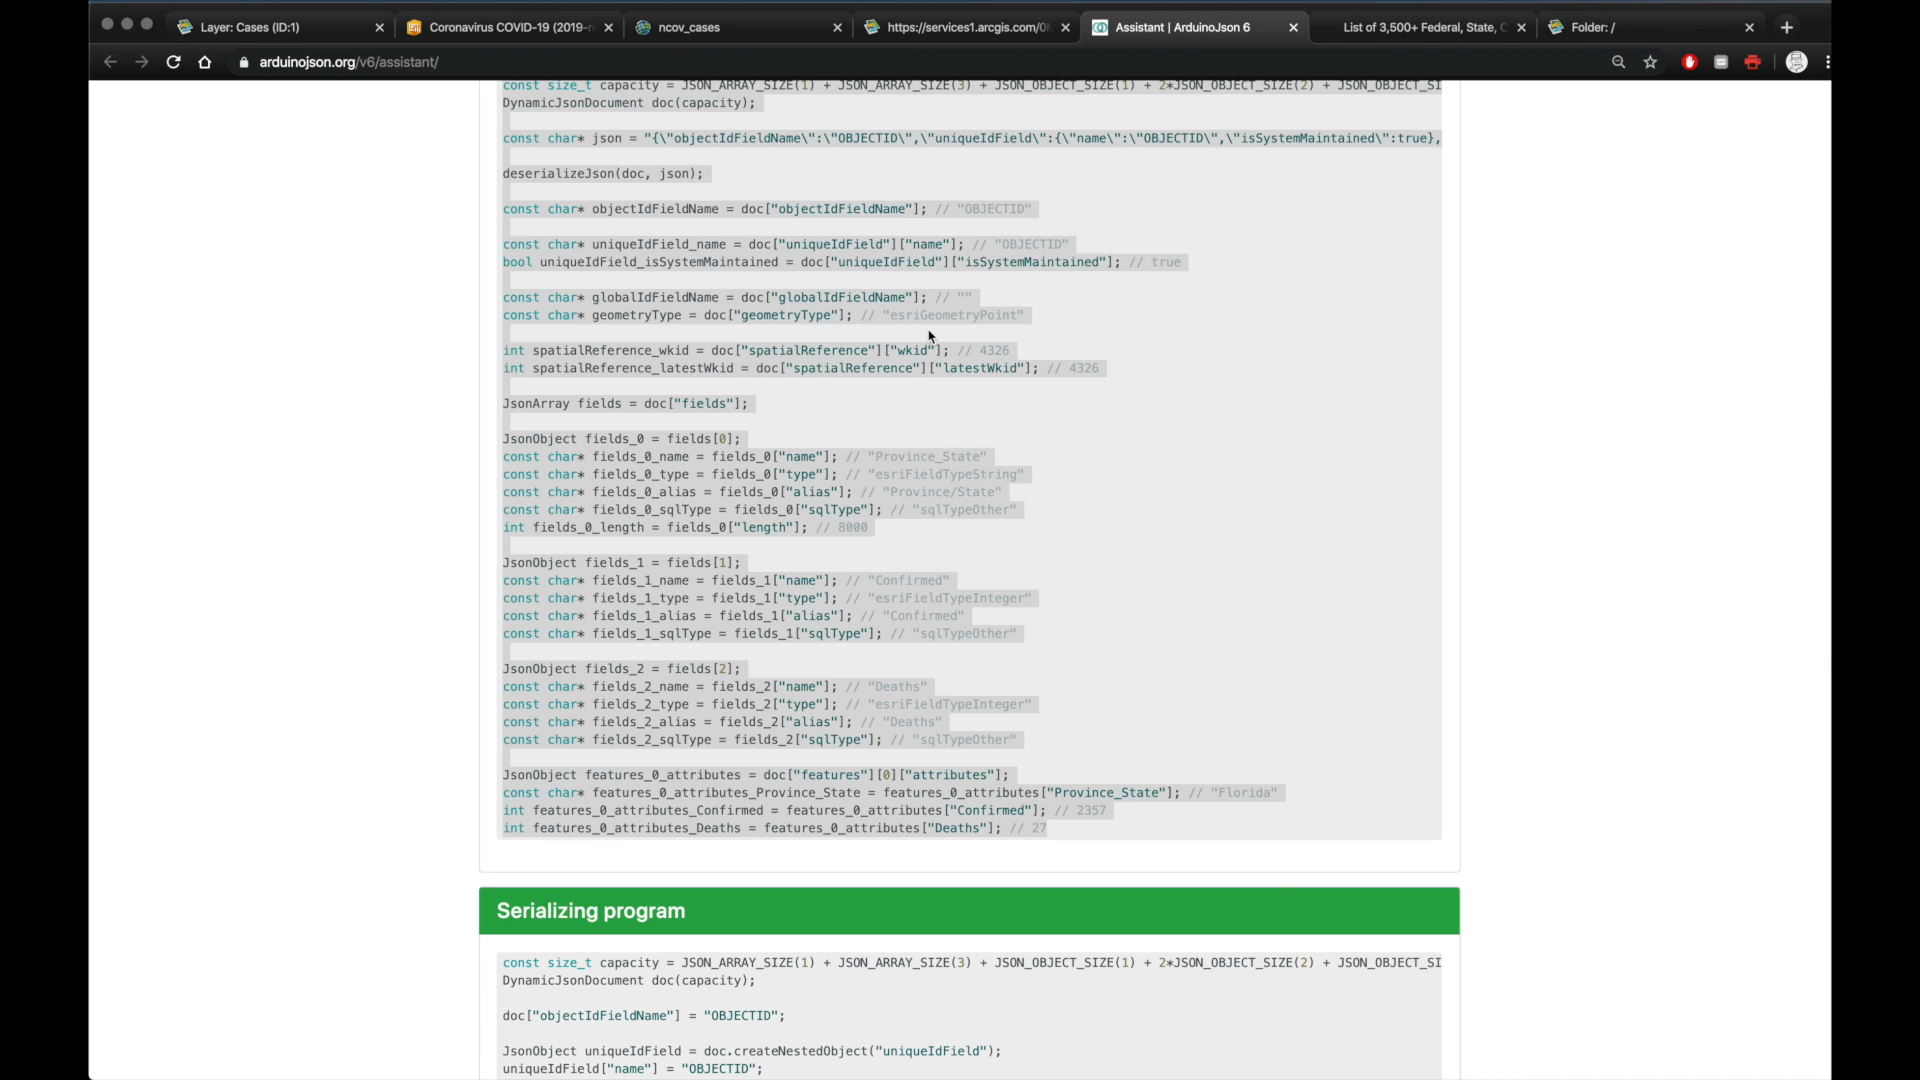 Layer: Cases (ID:1)
Coronavirus COVID-19 (2019-n
ncov_cases
https://services1.arcgis.com/0
Assistant | ArduinoJson 6
List of 3,500+ Federal, State, C
Folder: /
arduinojson.org/v6/assistant/
const size_t capacity = JSON_ARRAY_SIZE(1) + JSON_ARRAY_SIZE(3) + JSON_OBJECT_SIZE(1) + 2*JSON_OBJECT_SIZE(2) + JSON_OBJECT_SI
DynamicJsonDocument doc(capacity);
const char* json = "{\"objectIdFieldName\":\"OBJECTID\",\"uniqueIdField\":{\"name\":\"OBJECTID\",\"isSystemMaintained\":true},
deserializeJson(doc, json);
const char* objectIdFieldName = doc["objectIdFieldName"]; // "OBJECTID"
const char* uniqueIdField_name = doc["uniqueIdField"]["name"]; // "OBJECTID"
bool uniqueIdField_isSystemMaintained = doc["uniqueIdField"]["isSystemMaintained"]; // true
const char* globalIdFieldName = doc["globalIdFieldName"]; // ""
const char* geometryType = doc["geometryType"]; // "esriGeometryPoint"
int spatialReference_wkid = doc["spatialReference"]["wkid"]; // 4326
int spatialReference_latestWkid = doc["spatialReference"]["latestWkid"]; // 4326
JsonArray fields = doc["fields"];
JsonObject fields_0 = fields[0];
const char* fields_0_name = fields_0["name"]; // "Province_State"
const char* fields_0_type = fields_0["type"]; // "esriFieldTypeString"
const char* fields_0_alias = fields_0["alias"]; // "Province/State"
const char* fields_0_sqlType = fields_0["sqlType"]; // "sqlTypeOther"
int fields_0_length = fields_0["length"]; // 8000
JsonObject fields_1 = fields[1];
const char* fields_1_name = fields_1["name"]; // "Confirmed"
const char* fields_1_type = fields_1["type"]; // "esriFieldTypeInteger"
const char* fields_1_alias = fields_1["alias"]; // "Confirmed"
const char* fields_1_sqlType = fields_1["sqlType"]; // "sqlTypeOther"
JsonObject fields_2 = fields[2];
const char* fields_2_name = fields_2["name"]; // "Deaths"
const char* fields_2_type = fields_2["type"]; // "esriFieldTypeInteger"
const char* fields_2_alias = fields_2["alias"]; // "Deaths"
const char* fields_2_sqlType = fields_2["sqlType"]; // "sqlTypeOther"
JsonObject features_0_attributes = doc["features"][0]["attributes"];
const char* features_0_attributes_Province_State = features_0_attributes["Province_State"]; // "Florida"
int features_0_attributes_Confirmed = features_0_attributes["Confirmed"]; // 2357
int features_0_attributes_Deaths = features_0_attributes["Deaths"]; // 27
Serializing program
const size_t capacity = JSON_ARRAY_SIZE(1) + JSON_ARRAY_SIZE(3) + JSON_OBJECT_SIZE(1) + 2*JSON_OBJECT_SIZE(2) + JSON_OBJECT_SI
DynamicJsonDocument doc(capacity);
doc["objectIdFieldName"] = "OBJECTID";
JsonObject uniqueIdField = doc.createNestedObject("uniqueIdField");
uniqueIdField["name"] = "OBJECTID";